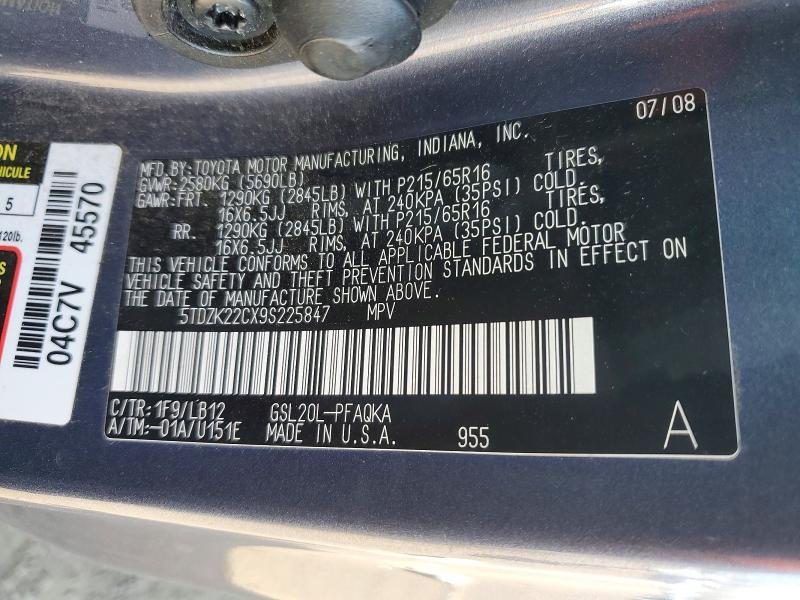 07/08
MFD.BY:TOYOTA MOTOR MANUFACTURING, INDIANA, INC.
GVWR:2580KG (5690LB)
GAWR:FRT. 1290KG (2845LB) WITH P215/65R16 TIRES,
16X6.5JJ RIMS, AT 240KPA (35PSI) COLD.
RR. 1290KG (2845LB) WITH P215/65R16 TIRES,
16X6.5JJ RIMS, AT 240KPA (35PSI) COLD.
THIS VEHICLE CONFORMS TO ALL APPLICABLE FEDERAL MOTOR
VEHICLE SAFETY AND THEFT PREVENTION STANDARDS IN EFFECT ON
THE DATE OF MANUFACTURE SHOWN ABOVE.
5TDZK22CX9S225847 MPV
C/TR:1F9/LB12 GSL20L-PFAQKA
A/TM:-01A/U151E MADE IN U.S.A. 955 A
ON
VEHICULE
5
120lb.
S
04C7V 45570